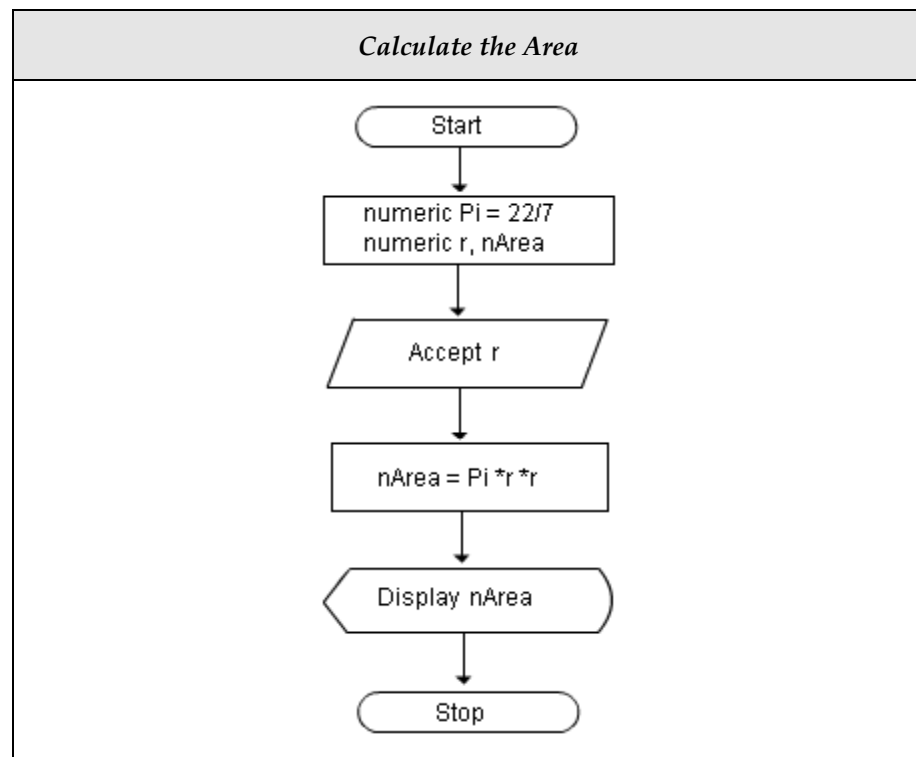 Calculate the Area
Start
numeric Pi = 22/7
numeric r, nArea
Accept r
nArea = Pi *r *r
Display nArea
Stop